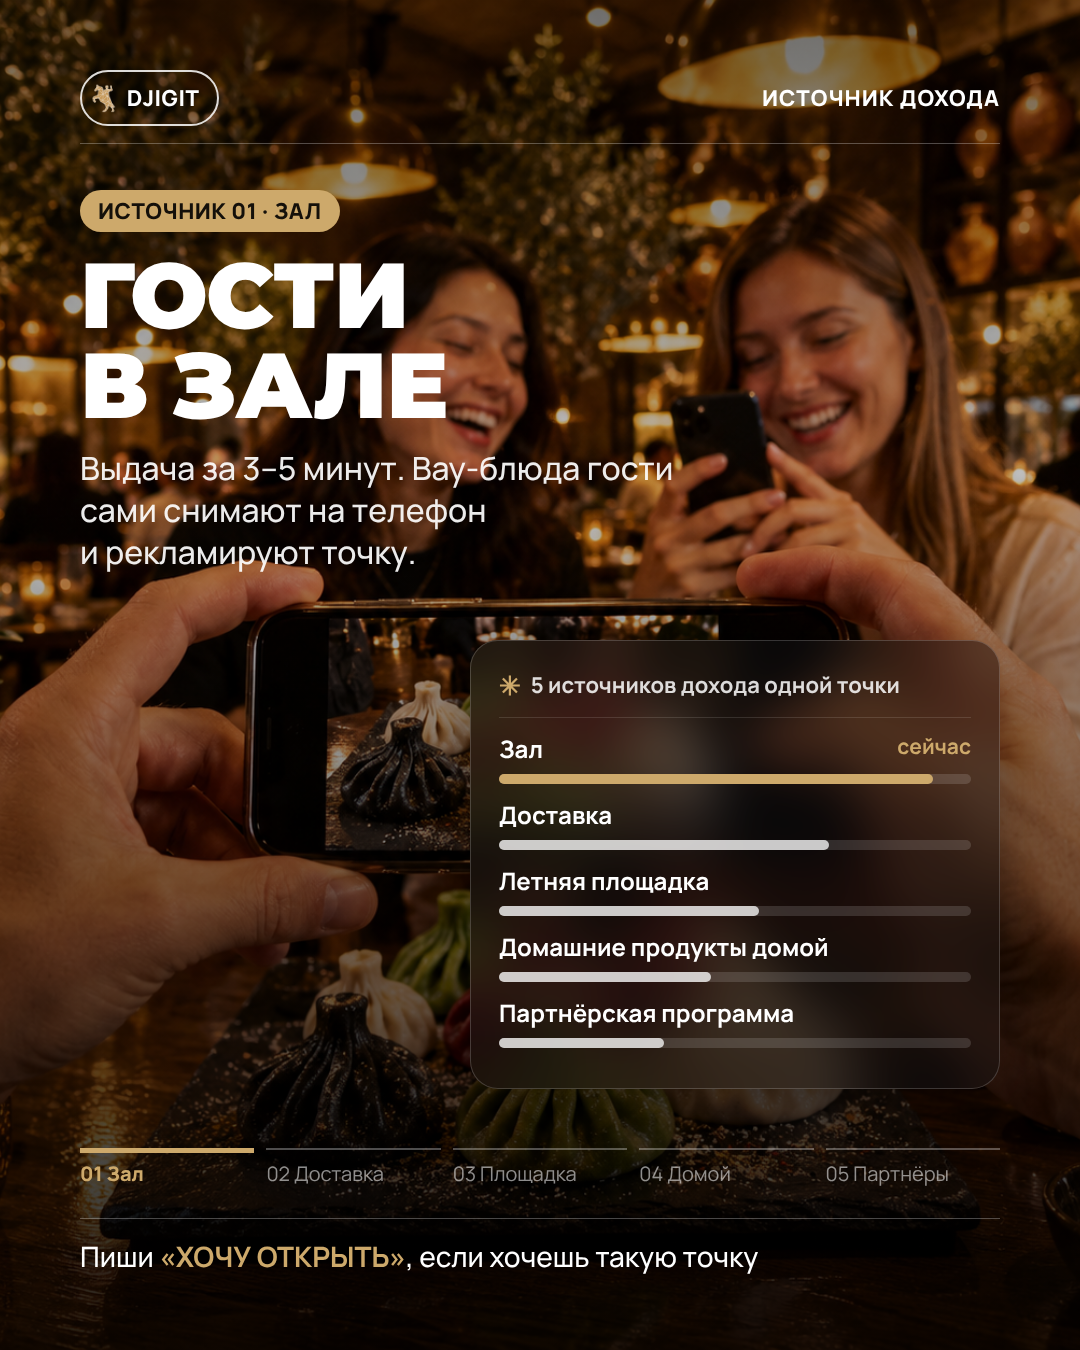 DJIGIT
ИСТОЧНИК ДОХОДА
ИСТОЧНИК 01 · ЗАЛ
ГОСТИ
В ЗАЛЕ
Выдача за 3–5 минут. Вау-блюда гости
сами снимают на телефон
и рекламируют точку.
5 источников дохода одной точки
Зал сейчас
Доставка
Летняя площадка
Домашние продукты домой
Партнёрская программа
01 Зал 02 Доставка 03 Площадка 04 Домой 05 Партнёры
Пиши «ХОЧУ ОТКРЫТЬ», если хочешь такую точку